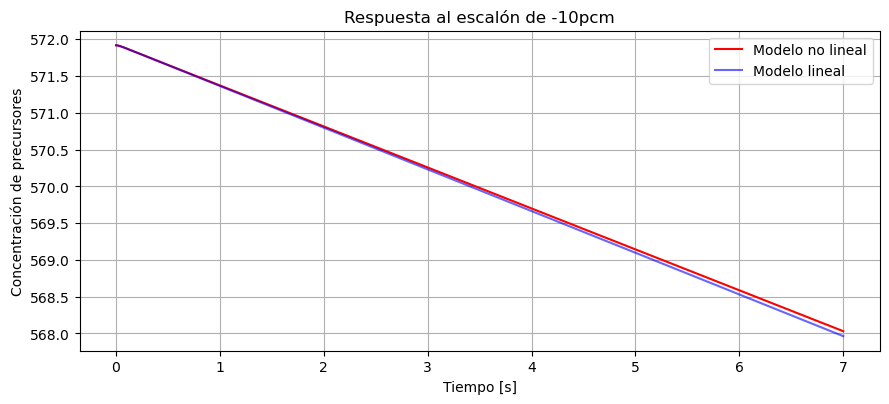 Respuesta al escalón de -10pcm
Concentración de precursores
572.0
571.5
571.0
570.5
570.0
569.5
569.0
568.5
568.0
Modelo no lineal
Modelo lineal
0 1 2 3 4 5 6 7
Tiempo [s]